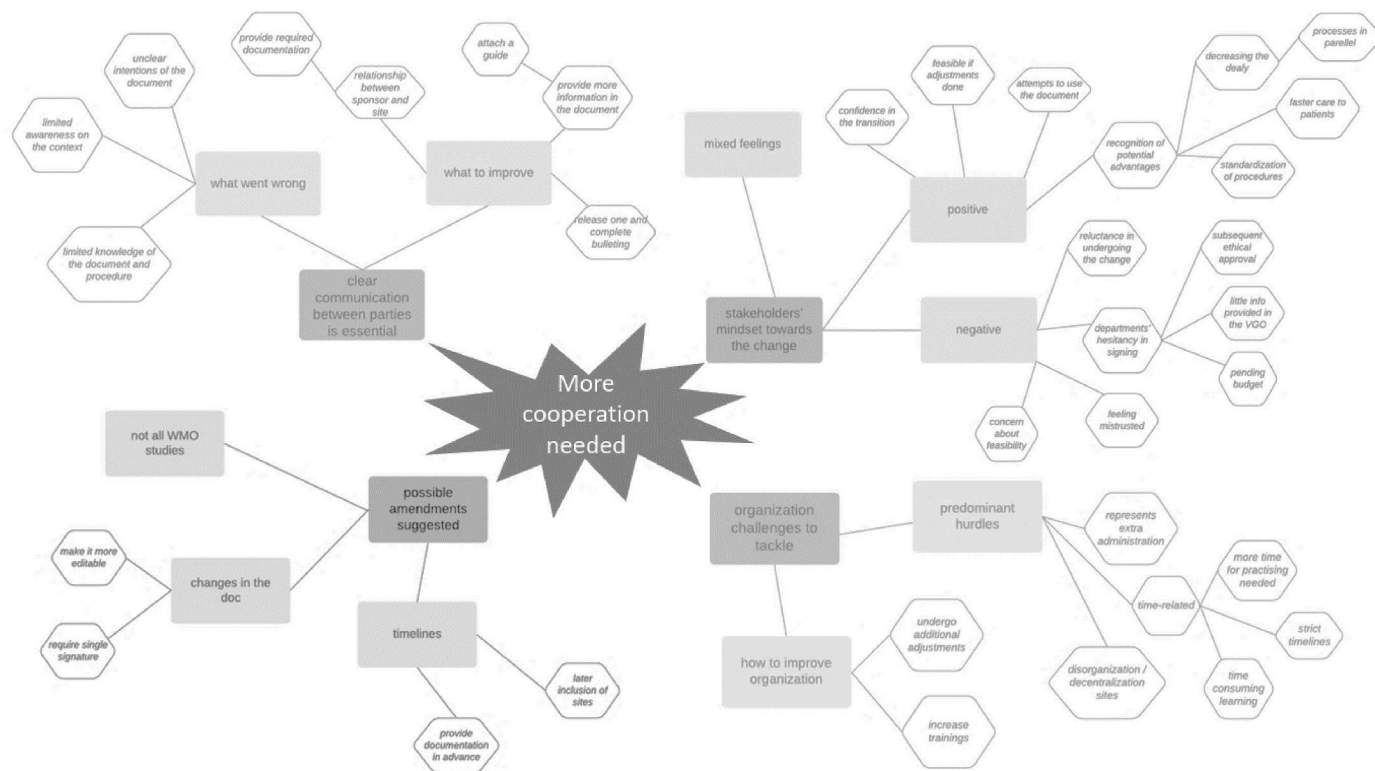 provide required
documentation
attach a
guide
unclear
intentions of the
document
relationship
between
sponsor and
site
provide more
information in
the document
limited
awareness on
the context
what went wrong
what to improve
limited knowledge of
the document and
procedure
release one and
complete
bulleting
clear
communication
between parties
is essential
mixed feelings
confidence in
the transition
feasible if
adjustments
done
attempts to use
the document
decreasing the
dealy
processes in
parellel
recognition of
potential
advantages
faster care to
patients
standardization
of procedures
positive
stakeholders'
mindset towards
the change
negative
reluctance in
undergoing
the change
departments'
hesitancy in
signing
subsequent
ethical
approval
little info
provided in
the VGO
pending
budget
feeling
mistrusted
concern
about
feasibility
More
cooperation
needed
not all WMO
studies
possible
amendments
suggested
make it more
editable
changes in the
doc
require single
signature
timelines
later
inclusion of
sites
provide
documentation
in advance
organization
challenges to
tackle
predominant
hurdles
represents
extra
administration
time-related
more time
for practising
needed
strict
timelines
time
consuming
learning
disorganization /
decentralization
sites
how to improve
organization
undergo
additional
adjustments
increase
trainings